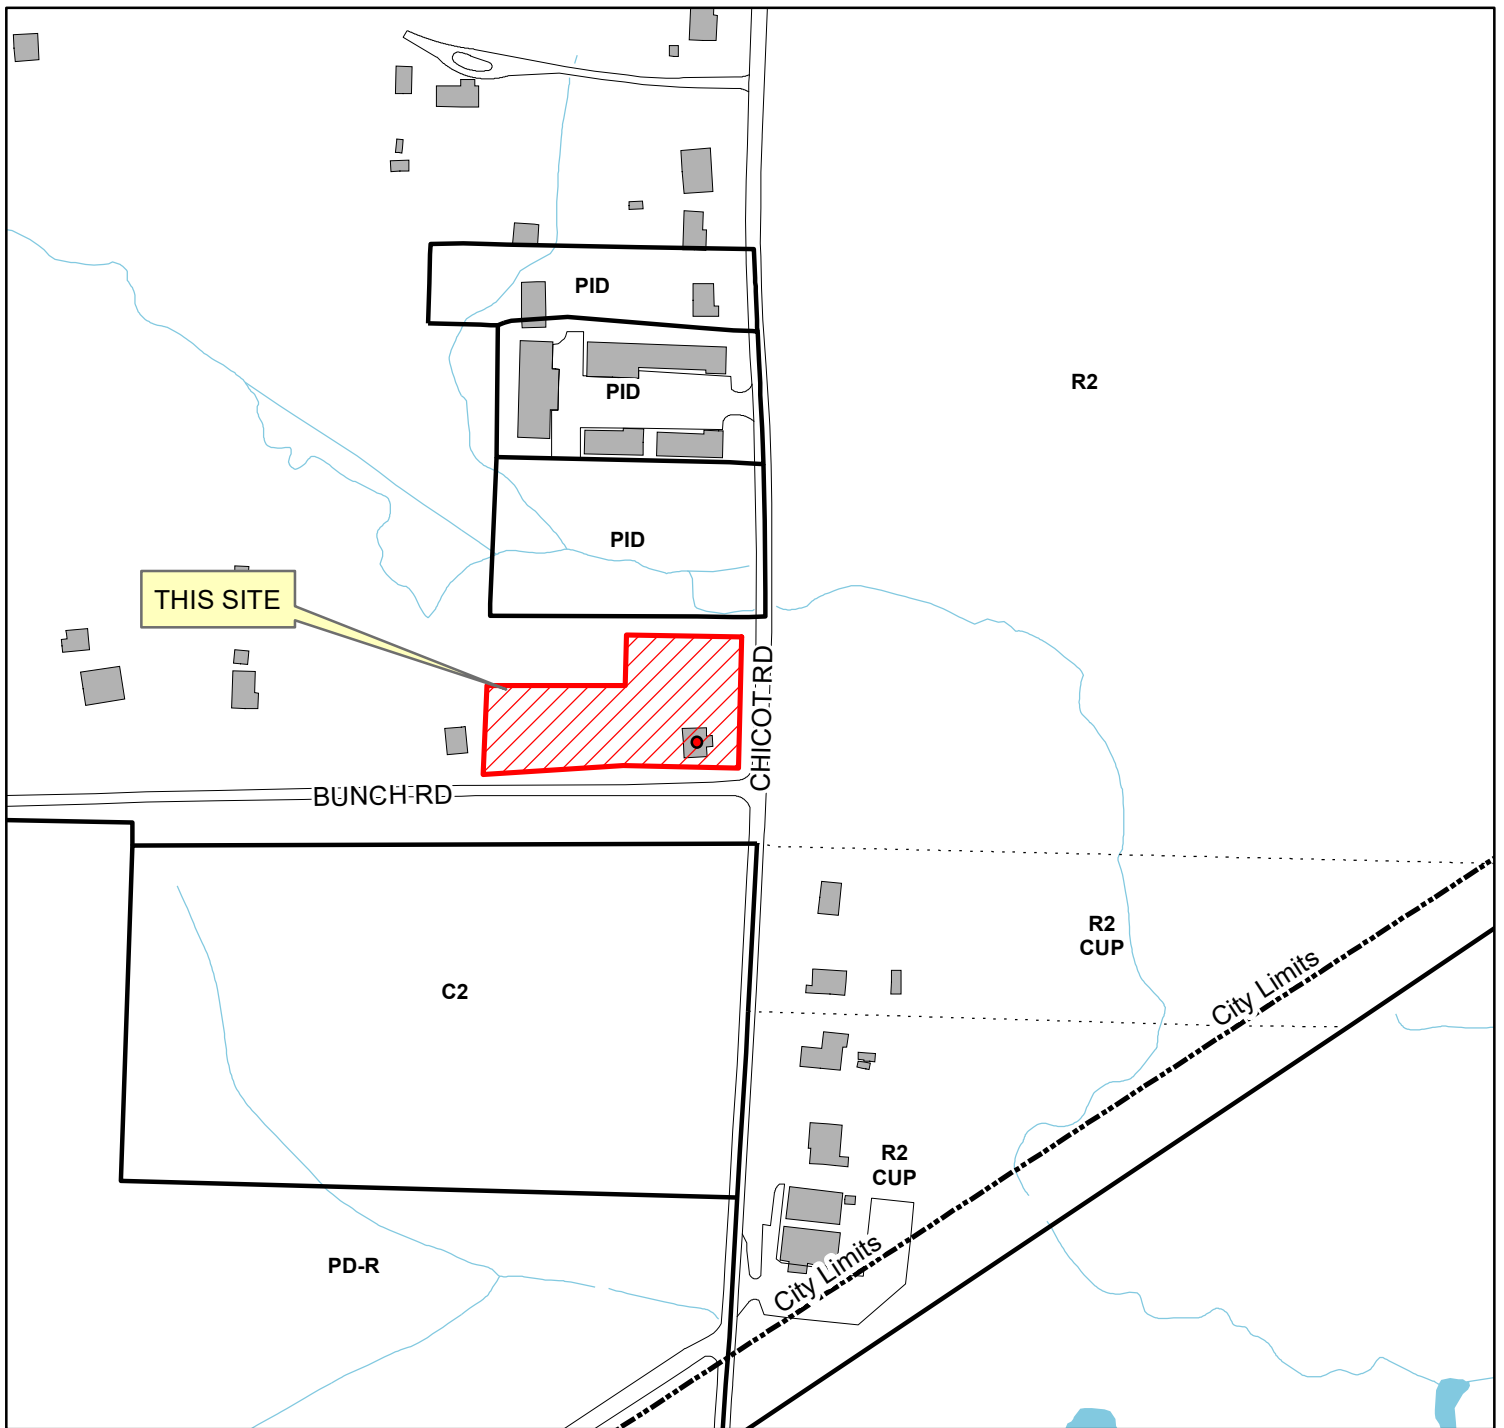 PID
R2
PID
PID
THIS SITE
CHICOT RD
BUNCH RD
R2
CUP
City Limits
C2
R2
CUP
PD-R
City Limits